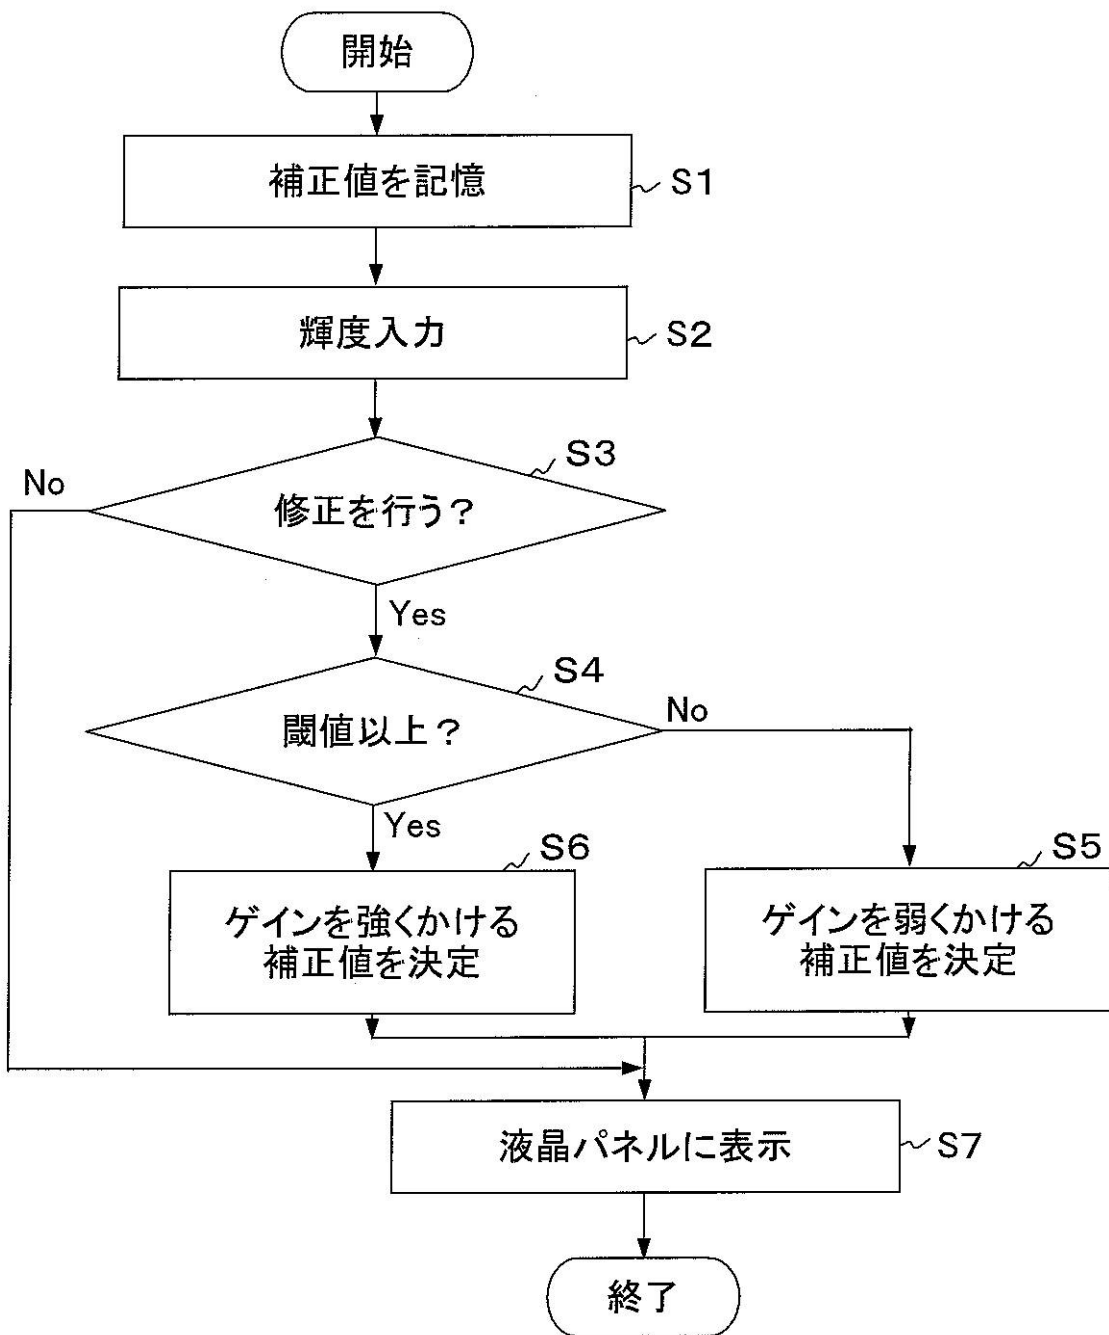 開始
補正値を記憶
S1
輝度入力
S2
S3
No
修正を行う?
Yes
S4
No
閾値以上?
Yes
S6
S5
ゲインを強くかける
補正値を決定
ゲインを弱くかける
補正値を決定
液晶パネルに表示
S7
終了